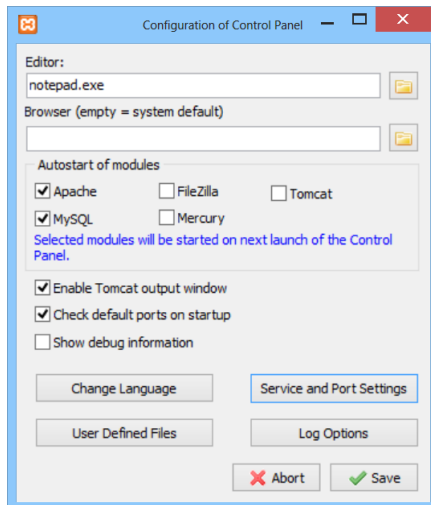 Configuration of Control Panel
Editor:
notepad.exe
Browser (empty = system default)
Autostart of modules
Apache FileZilla Tomcat
MySQL Mercury
Selected modules will be started on next launch of the Control
Panel.
Enable Tomcat output window
Check default ports on startup
Show debug information
Change Language Service and Port Settings
User Defined Files Log Options
Abort Save